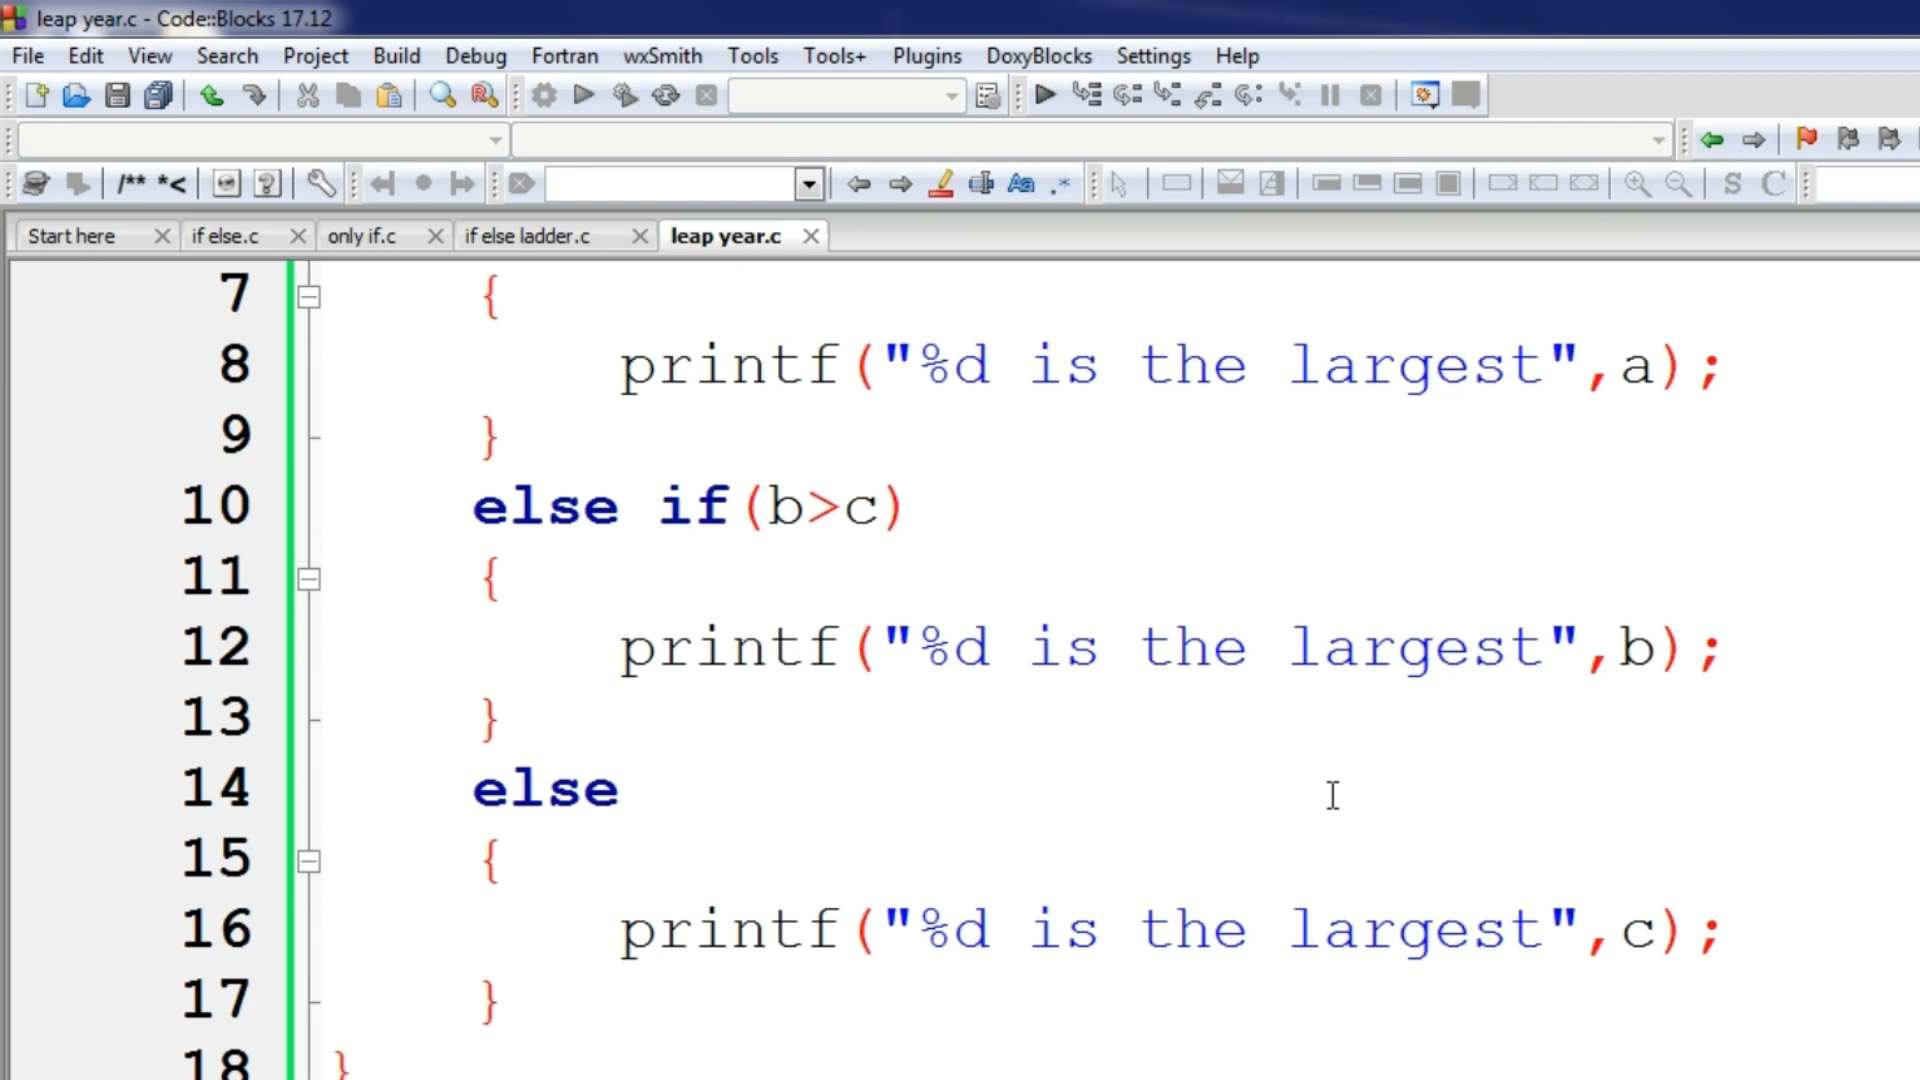 leap year.c - Code::Blocks 17.12
File Edit View Search Project Build Debug Fortran wxSmith Tools Tools+ Plugins DoxyBlocks Settings Help
/** *< Aa .* S C
Start here if else.c only if.c if else ladder.c leap year.c
7 {
8 printf("%d is the largest",a);
9 }
10 else if(b>c)
11 {
12 printf("%d is the largest",b);
13 }
14 else
15 {
16 printf("%d is the largest",c);
17 }
18 }